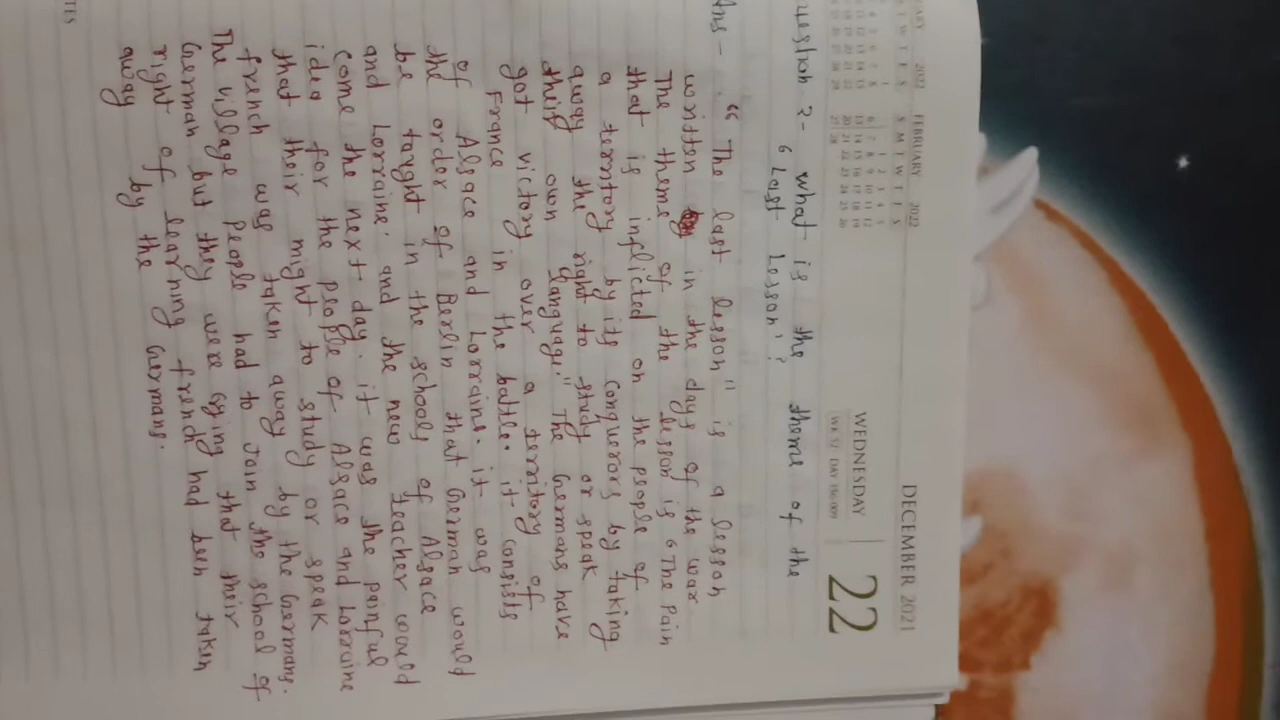 DECEMBER 2021
WEDNESDAY
22
FEBRUARY 2022
2022
S M T W T F S
uestion ?- what is the theme of the
6 Last Lesson' ?
Ans - "The last lesson" is a lesson
written in the days of the war
The theme of the lesson is 6 The pain
that is inflicted on the people of
a territory by its conquerors by taking
away the right to study or speak
their own language." The Germans have
got victory over a territory of
France in the battle. it consists
of Alsace and Lorrain. it was
the order of Berlin that German would
be taught in the schools of Alsace
and Lorraine' and the new teacher would
come the next day. it was the painful
idea for the people of Alsace and Lorraine
that their might to study or speak
french was taken away by the Germans.
The village people had to join the school of
German but they were crying that their
right of learning french had been taken
away by the Germans.